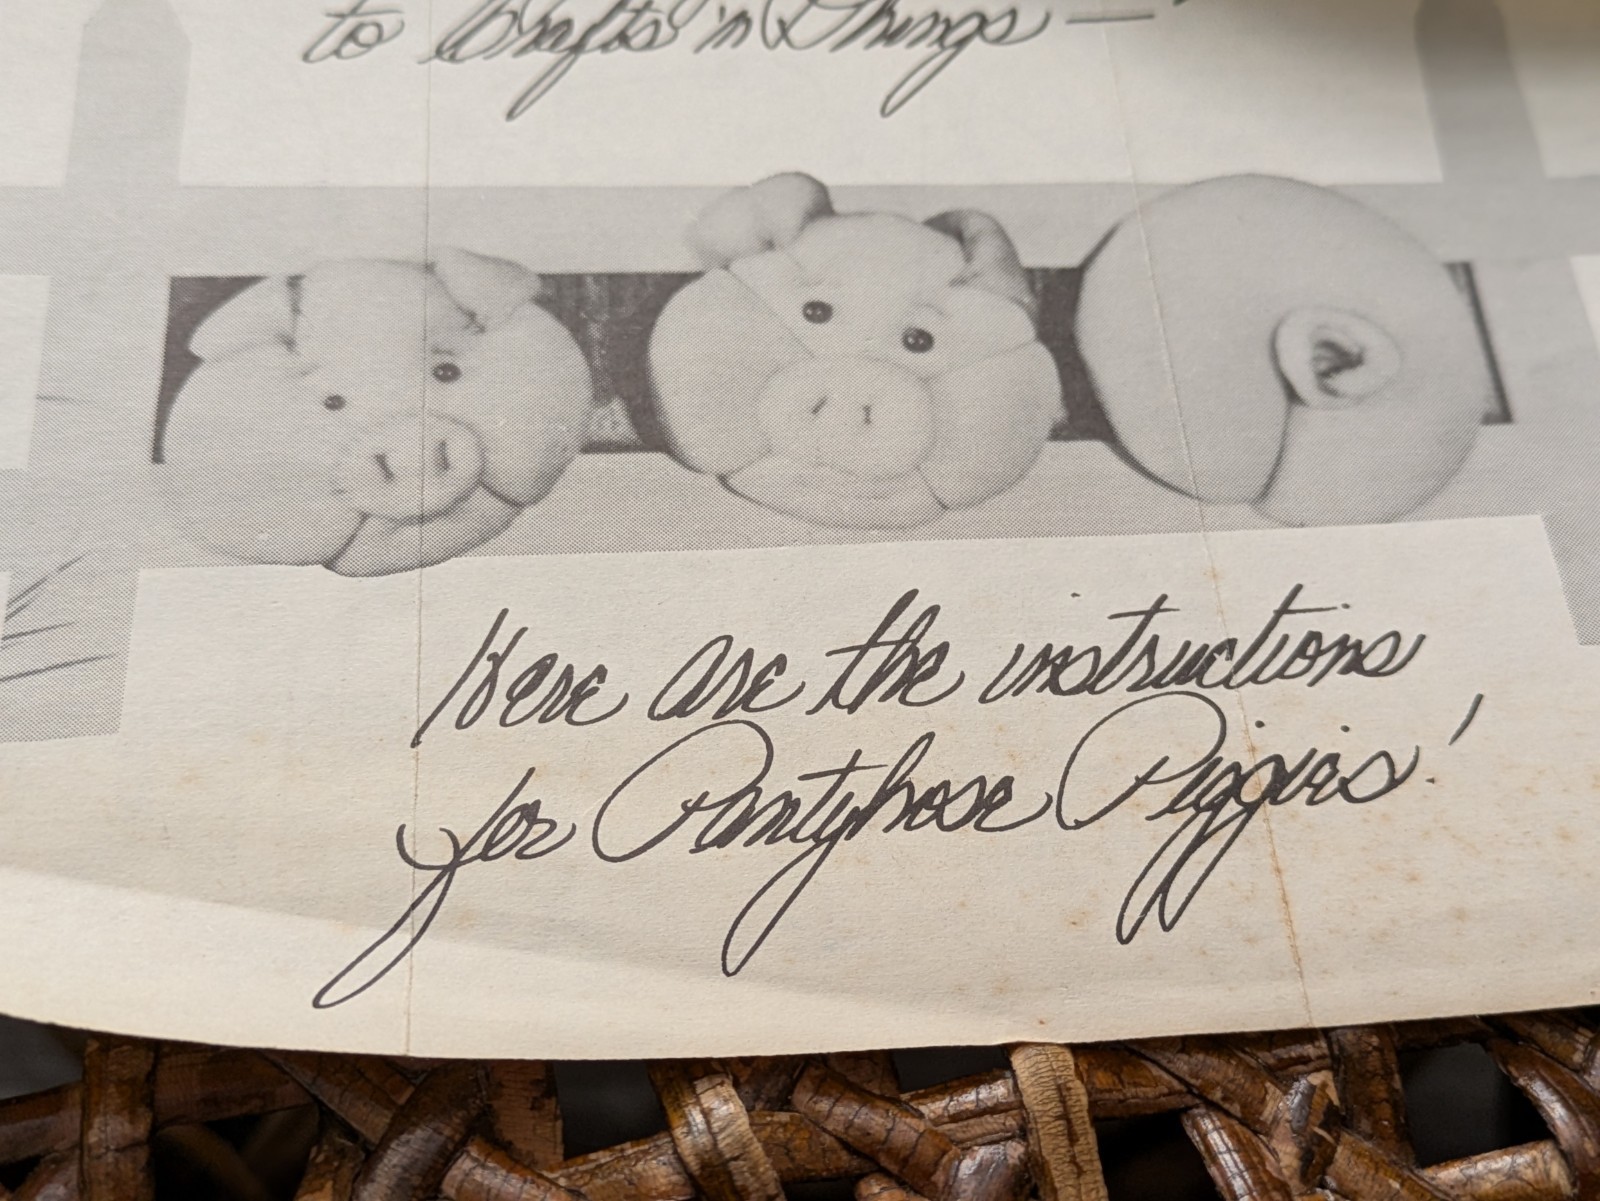 to Crafts 'n Things —
Here are the instructions
for Pantyhose Piggies!